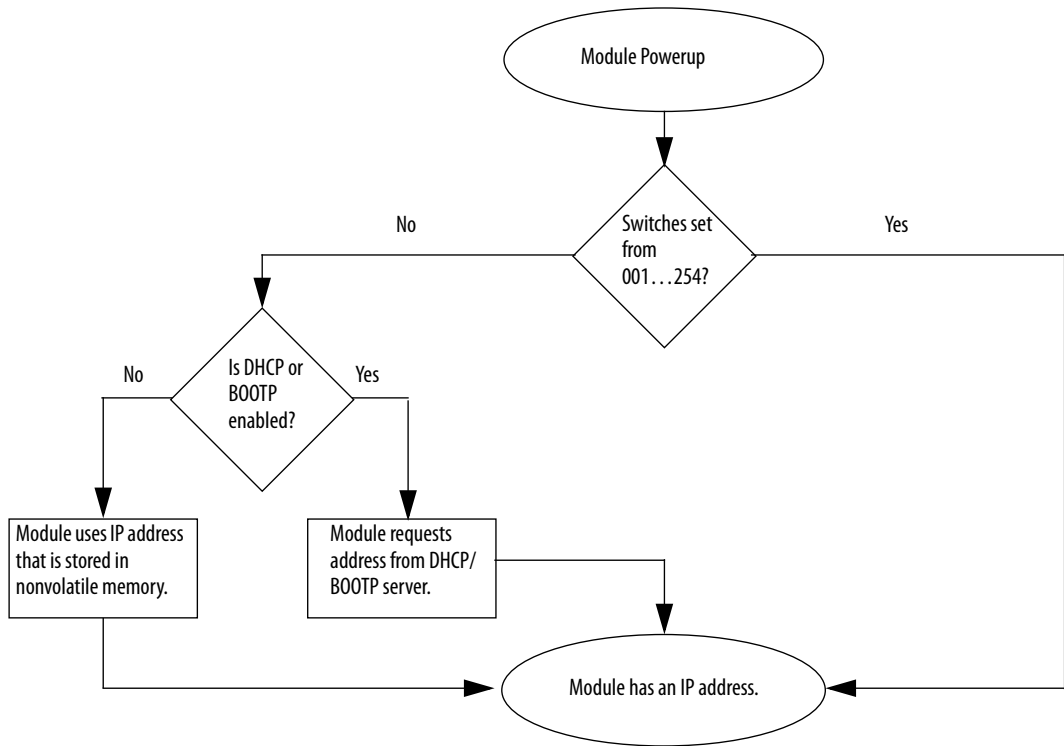 Module Powerup
Switches set
from
001...254?
No
Yes
Is DHCP or
BOOTP
enabled?
No
Yes
Module uses IP address
that is stored in
nonvolatile memory.
Module requests
address from DHCP/
BOOTP server.
Module has an IP address.